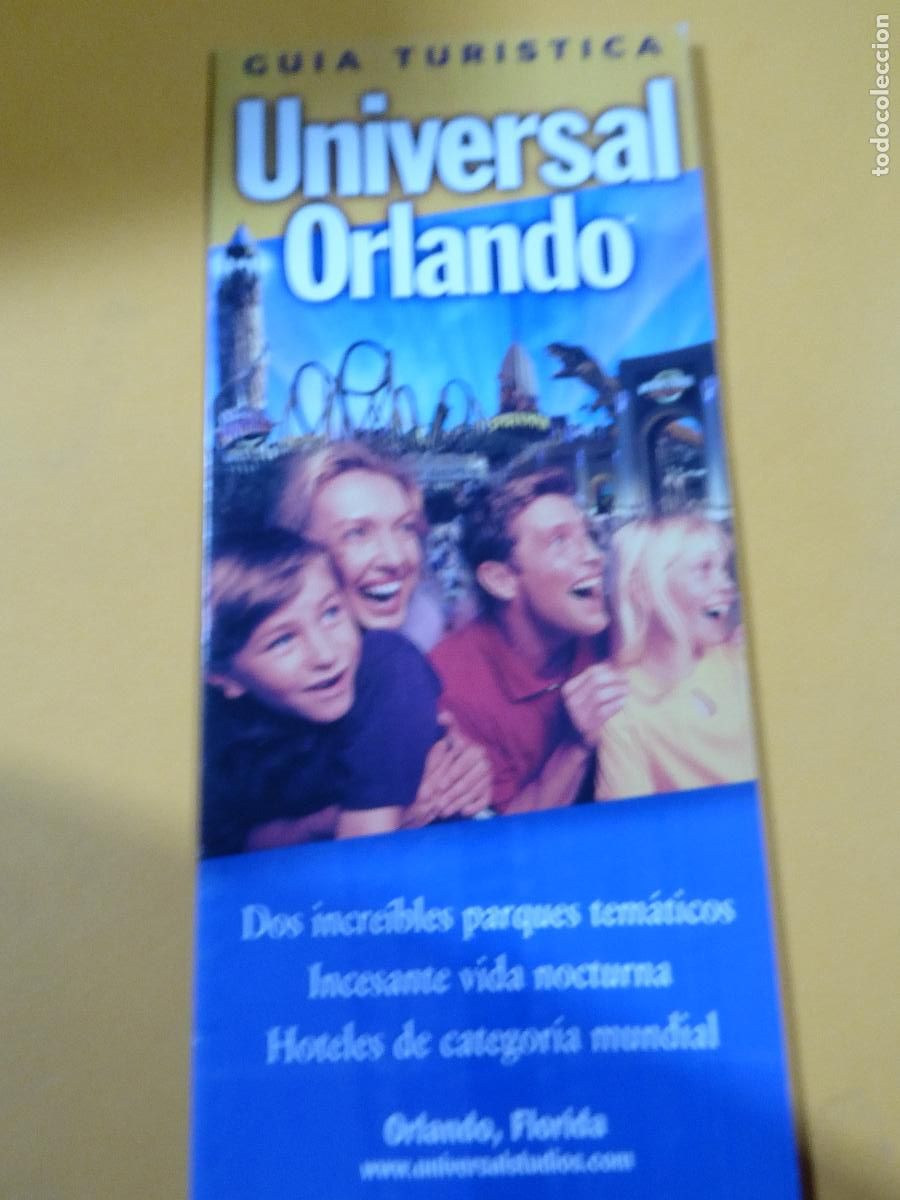 GUIA TURISTICA
Universal
Orlando
Dos increíbles parques temáticos
Incesante vida nocturna
Hoteles de categoría mundial
Orlando, Florida
www.universalstudios.com
todocoleccion